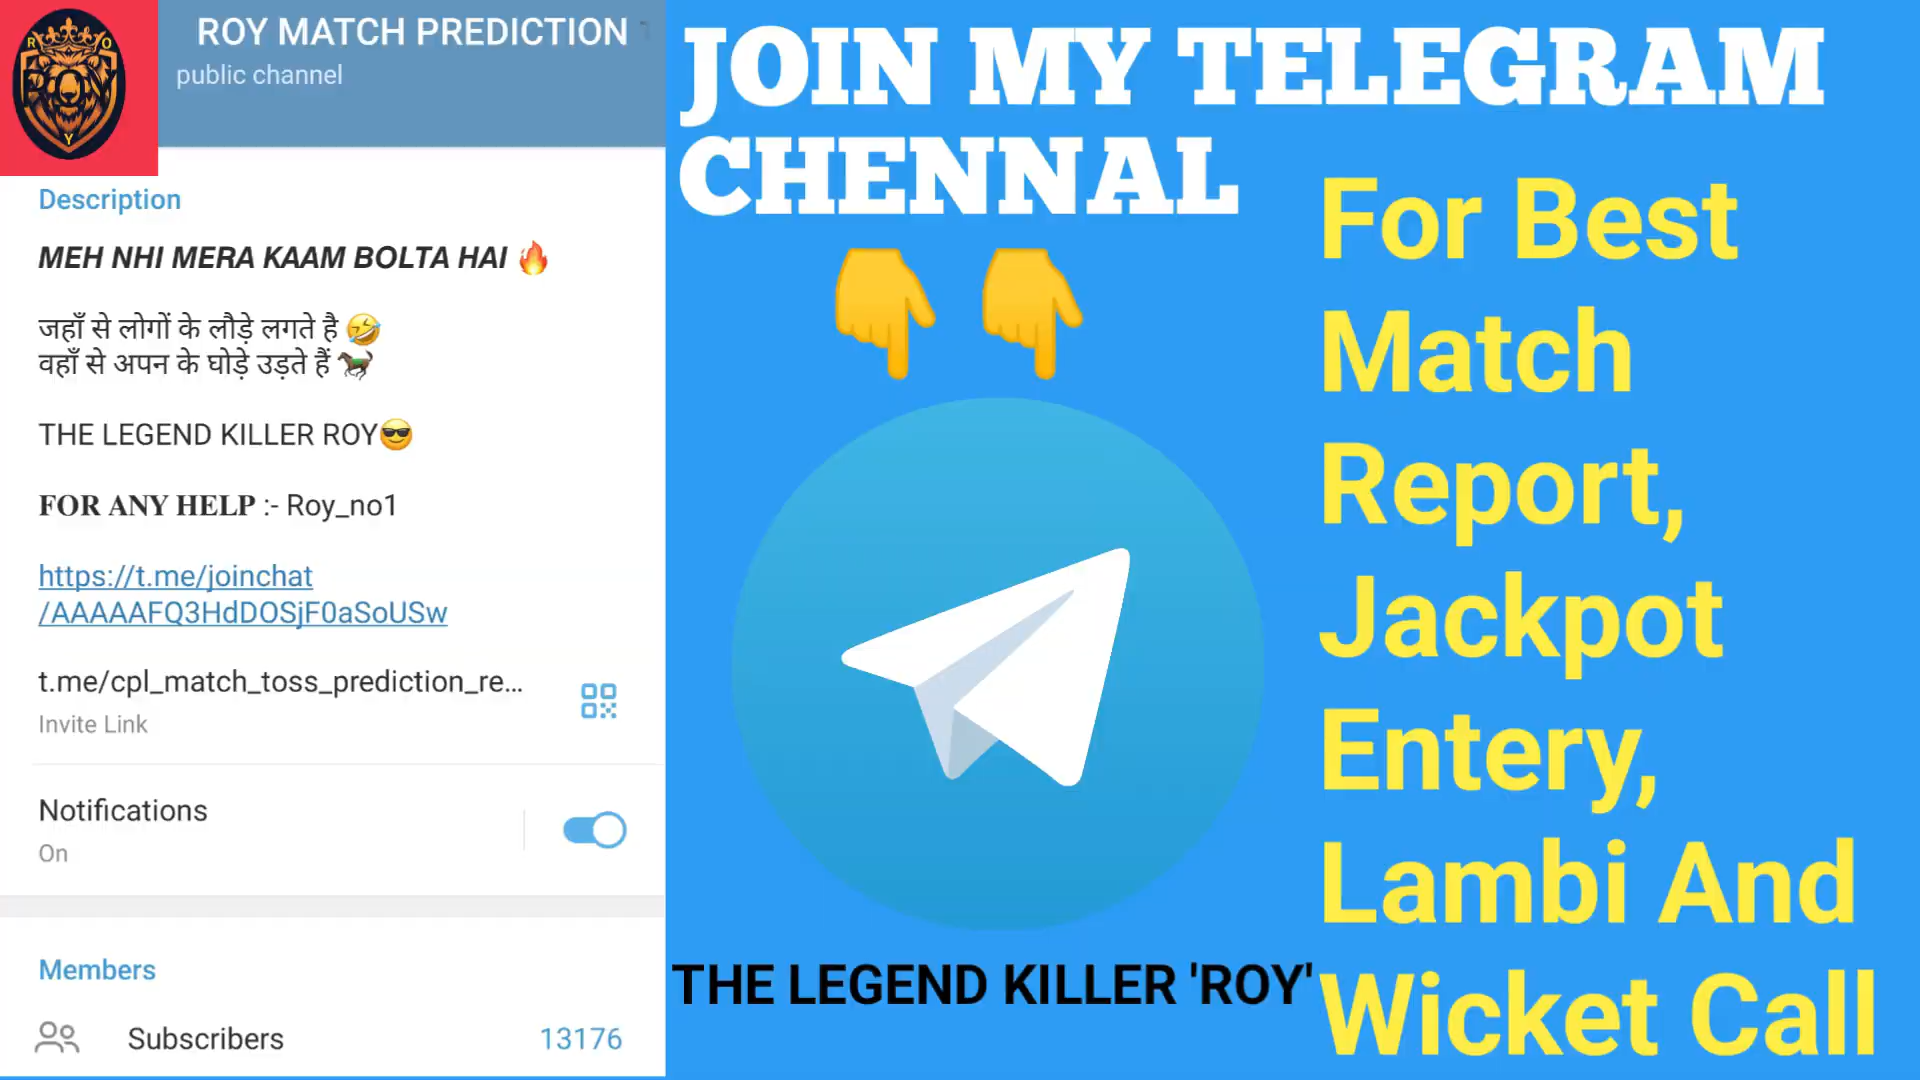 ROY MATCH PREDICTION
public channel
R O
ROY
Y
Description
MEH NHI MERA KAAM BOLTA HAI 🔥
जहाँ से लोगों के लौड़े लगते है 🤣
वहाँ से अपन के घोड़े उड़ते हैं 🐎
THE LEGEND KILLER ROY😎
FOR ANY HELP :- Roy_no1
https://t.me/joinchat
/AAAAAFQ3HdDOSjF0aSoUSw
t.me/cpl_match_toss_prediction_re...
Invite Link
Notifications
On
Members
Subscribers 13176
JOIN MY TELEGRAM
CHENNAL
👇 👇
THE LEGEND KILLER 'ROY'
For Best
Match
Report,
Jackpot
Entery,
Lambi And
Wicket Call